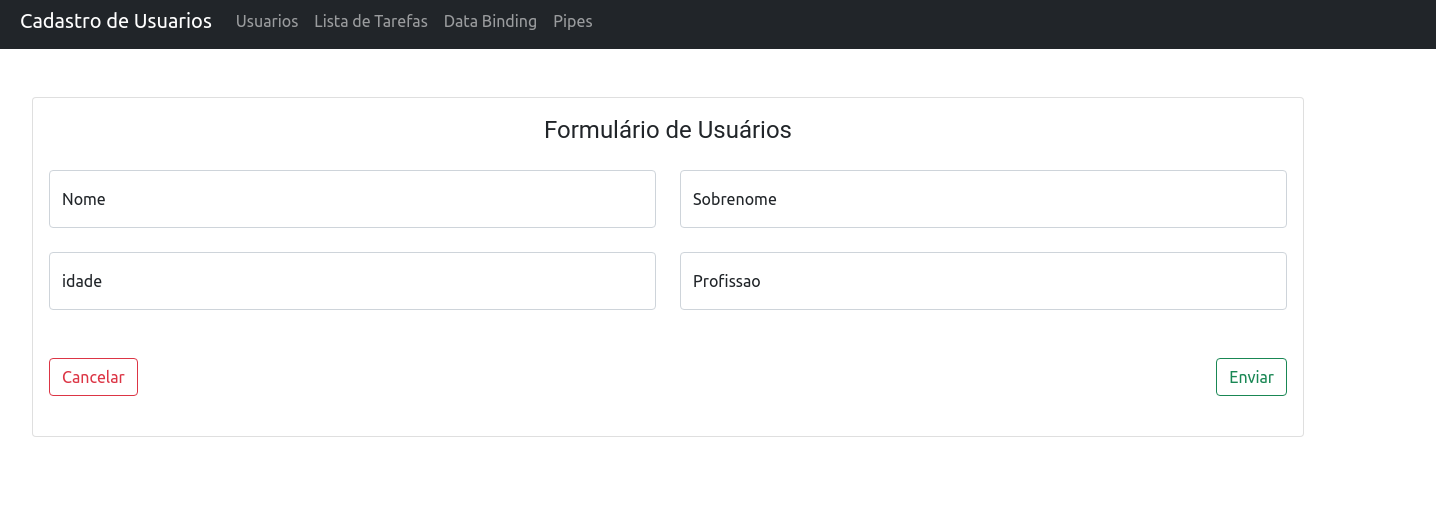 Cadastro de Usuarios Usuarios Lista de Tarefas Data Binding Pipes
Formulário de Usuários
Nome Sobrenome
idade Profissao
Cancelar Enviar